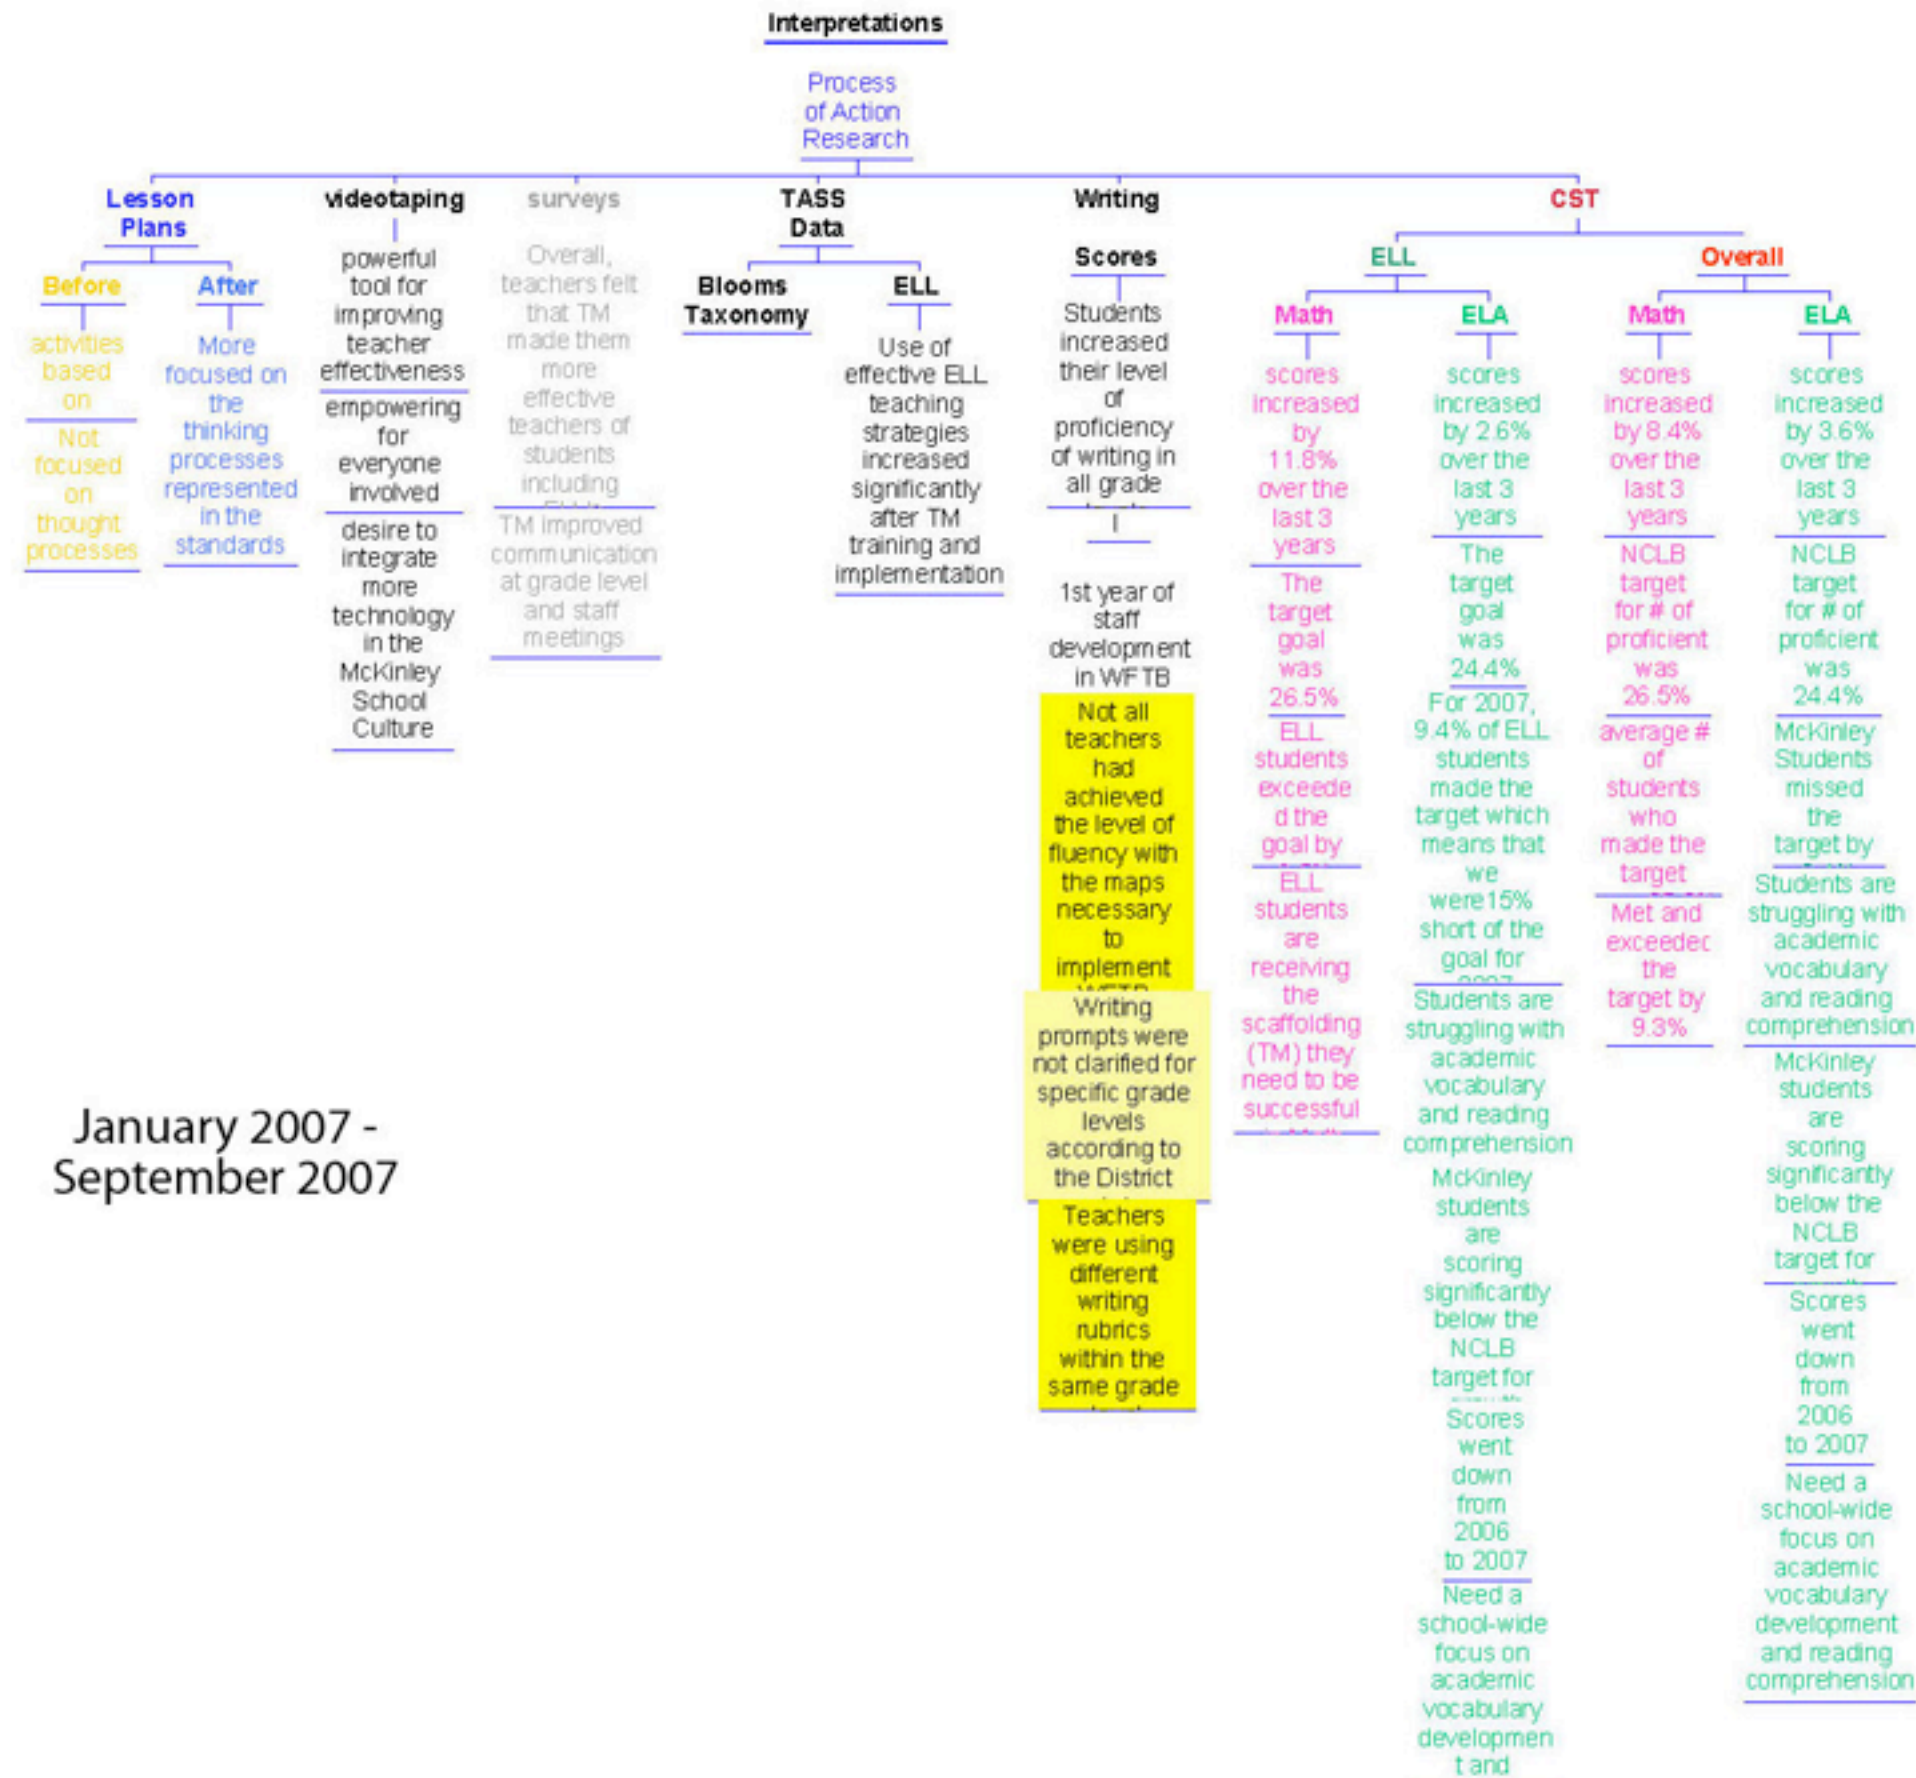 Interpretations
Process
of Action
Research
Lesson
Plans
Before
activities
based
on
Not
focused
on
thought
processes
After
More
focused on
the
thinking
processes
represented
in the
standards
videotaping
powerful
tool for
improving
teacher
effectiveness
empowering
for
everyone
involved
desire to
integrate
more
technology
in the
McKinley
School
Culture
surveys
Overall,
teachers felt
that TM
made them
more
effective
teachers of
students
including
TM improved
communication
at grade level
and staff
meetings
TASS
Data
Blooms
Taxonomy
ELL
Use of
effective ELL
teaching
strategies
increased
significantly
after TM
training and
implementation
Writing
Scores
Students
increased
their level
of
proficiency
of writing in
all grade
1st year of
staff
development
in WFTB
Not all
teachers
had
achieved
the level of
fluency with
the maps
necessary
to
implement
Writing
prompts were
not clarified for
specific grade
levels
according to
the District
Teachers
were using
different
writing
rubrics
within the
same grade
CST
ELL
Math
scores
increased
by
11.8%
over the
last 3
years
The
target
goal
was
26.5%
ELL
students
exceede
d the
goal by
ELL
students
are
receiving
the
scaffolding
(TM) they
need to be
successful
ELA
scores
increased
by 2.6%
over the
last 3
years
The
target
goal
was
24.4%
For 2007,
9.4% of ELL
students
made the
target which
means that
we
were15%
short of the
goal for
Students are
struggling with
academic
vocabulary
and reading
comprehension
McKinley
students
are
scoring
significantly
below the
NCLB
target for
Scores
went
down
from
2006
to 2007
Need a
school-wide
focus on
academic
vocabulary
developmen
t and
Overall
Math
scores
increased
by 8.4%
over the
last 3
years
NCLB
target
for # of
proficient
was
26.5%
average #
of
students
who
made the
target
Met and
exceeded
the
target by
9.3%
ELA
scores
increased
by 3.6%
over the
last 3
years
NCLB
target
for # of
proficient
was
24.4%
McKinley
Students
missed
the
target by
Students are
struggling with
academic
vocabulary
and reading
comprehension
McKinley
students
are
scoring
significantly
below the
NCLB
target for
Scores
went
down
from
2006
to 2007
Need a
school-wide
focus on
academic
vocabulary
development
and reading
comprehension
January 2007 -
September 2007